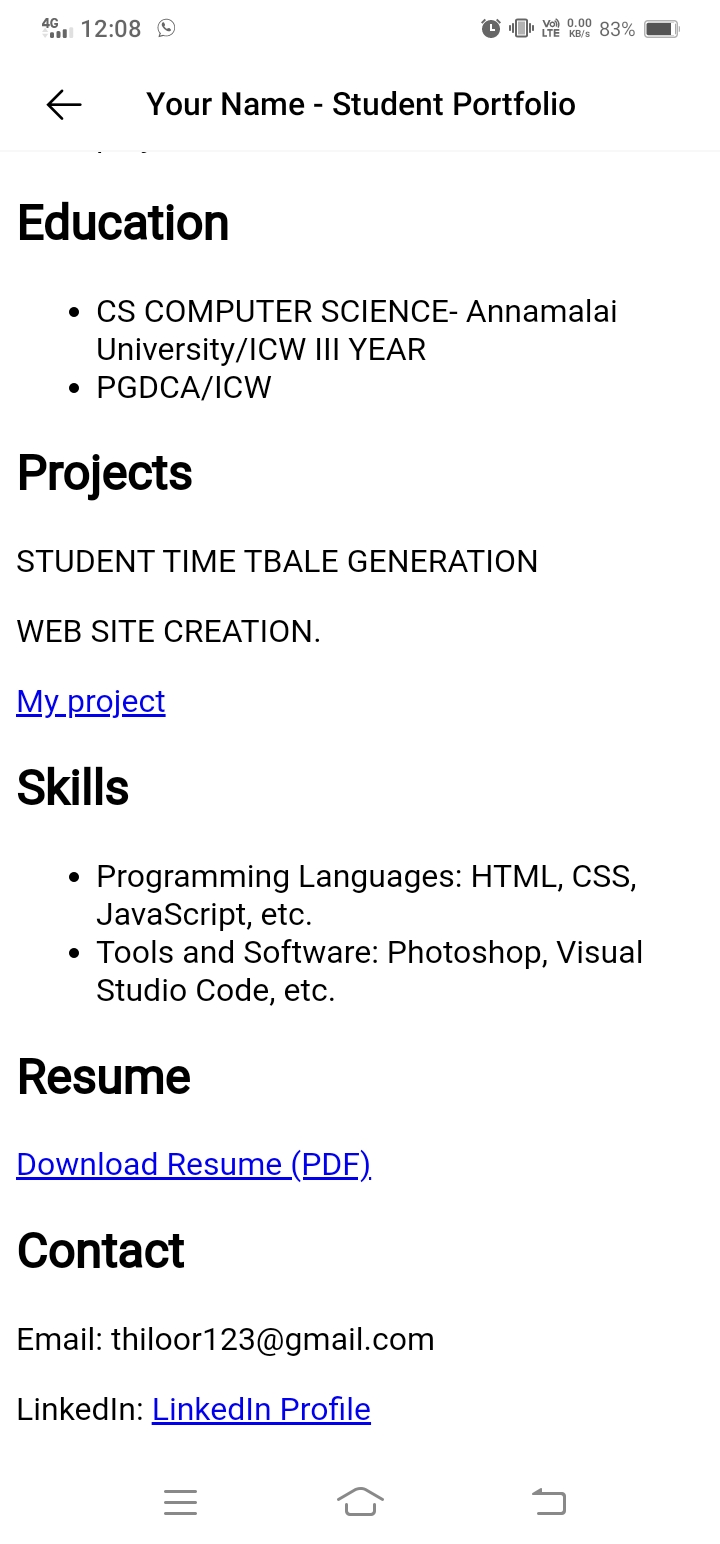 4G 12:08 Vo) LTE 0.00 KB/s 83%
Your Name - Student Portfolio
Education
• CS COMPUTER SCIENCE- Annamalai
University/ICW III YEAR
• PGDCA/ICW
Projects
STUDENT TIME TBALE GENERATION
WEB SITE CREATION.
My project
Skills
• Programming Languages: HTML, CSS,
JavaScript, etc.
• Tools and Software: Photoshop, Visual
Studio Code, etc.
Resume
Download Resume (PDF)
Contact
Email: thiloor123@gmail.com
LinkedIn: LinkedIn Profile